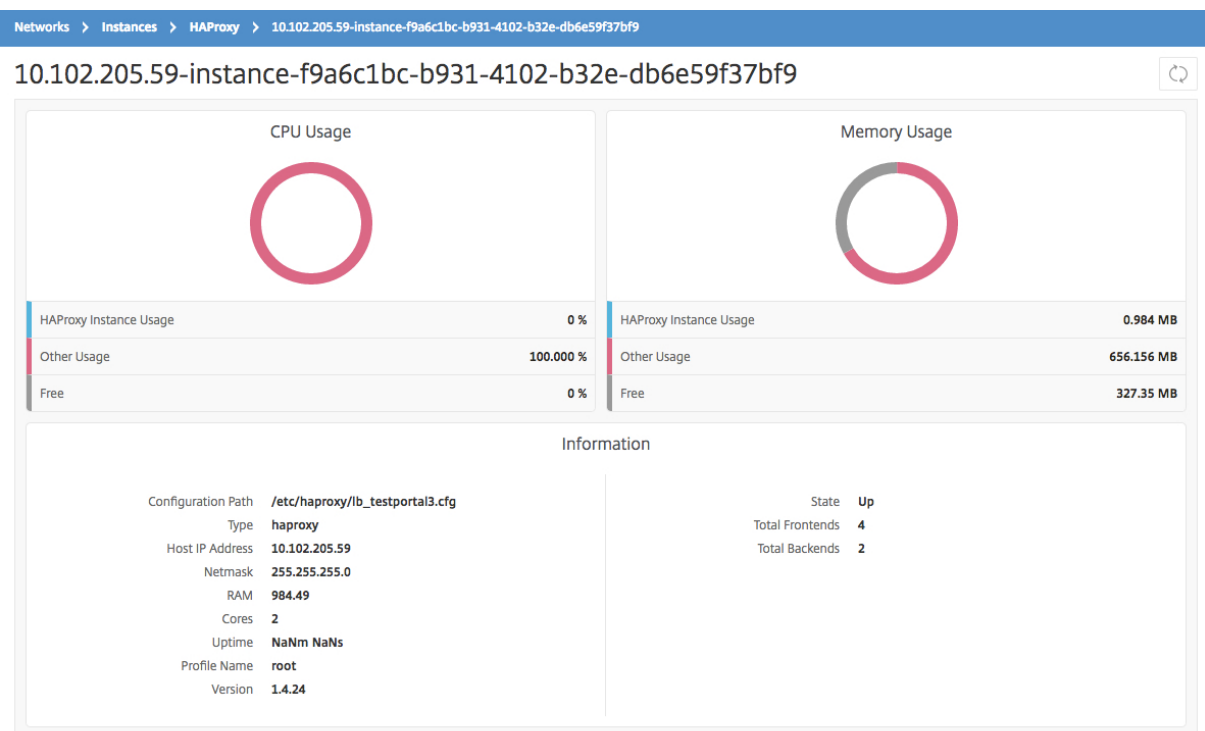 Networks > Instances > HAProxy > 10.102.205.59-instance-f9a6c1bc-b931-4102-b32e-db6e59f37bf9
10.102.205.59-instance-f9a6c1bc-b931-4102-b32e-db6e59f37bf9
CPU Usage
HAProxy Instance Usage 0 %
Other Usage 100.000 %
Free 0 %
Memory Usage
HAProxy Instance Usage 0.984 MB
Other Usage 656.156 MB
Free 327.35 MB
Information
Configuration Path /etc/haproxy/lb_testportal3.cfg
Type haproxy
Host IP Address 10.102.205.59
Netmask 255.255.255.0
RAM 984.49
Cores 2
Uptime NaNm NaNs
Profile Name root
Version 1.4.24
State Up
Total Frontends 4
Total Backends 2